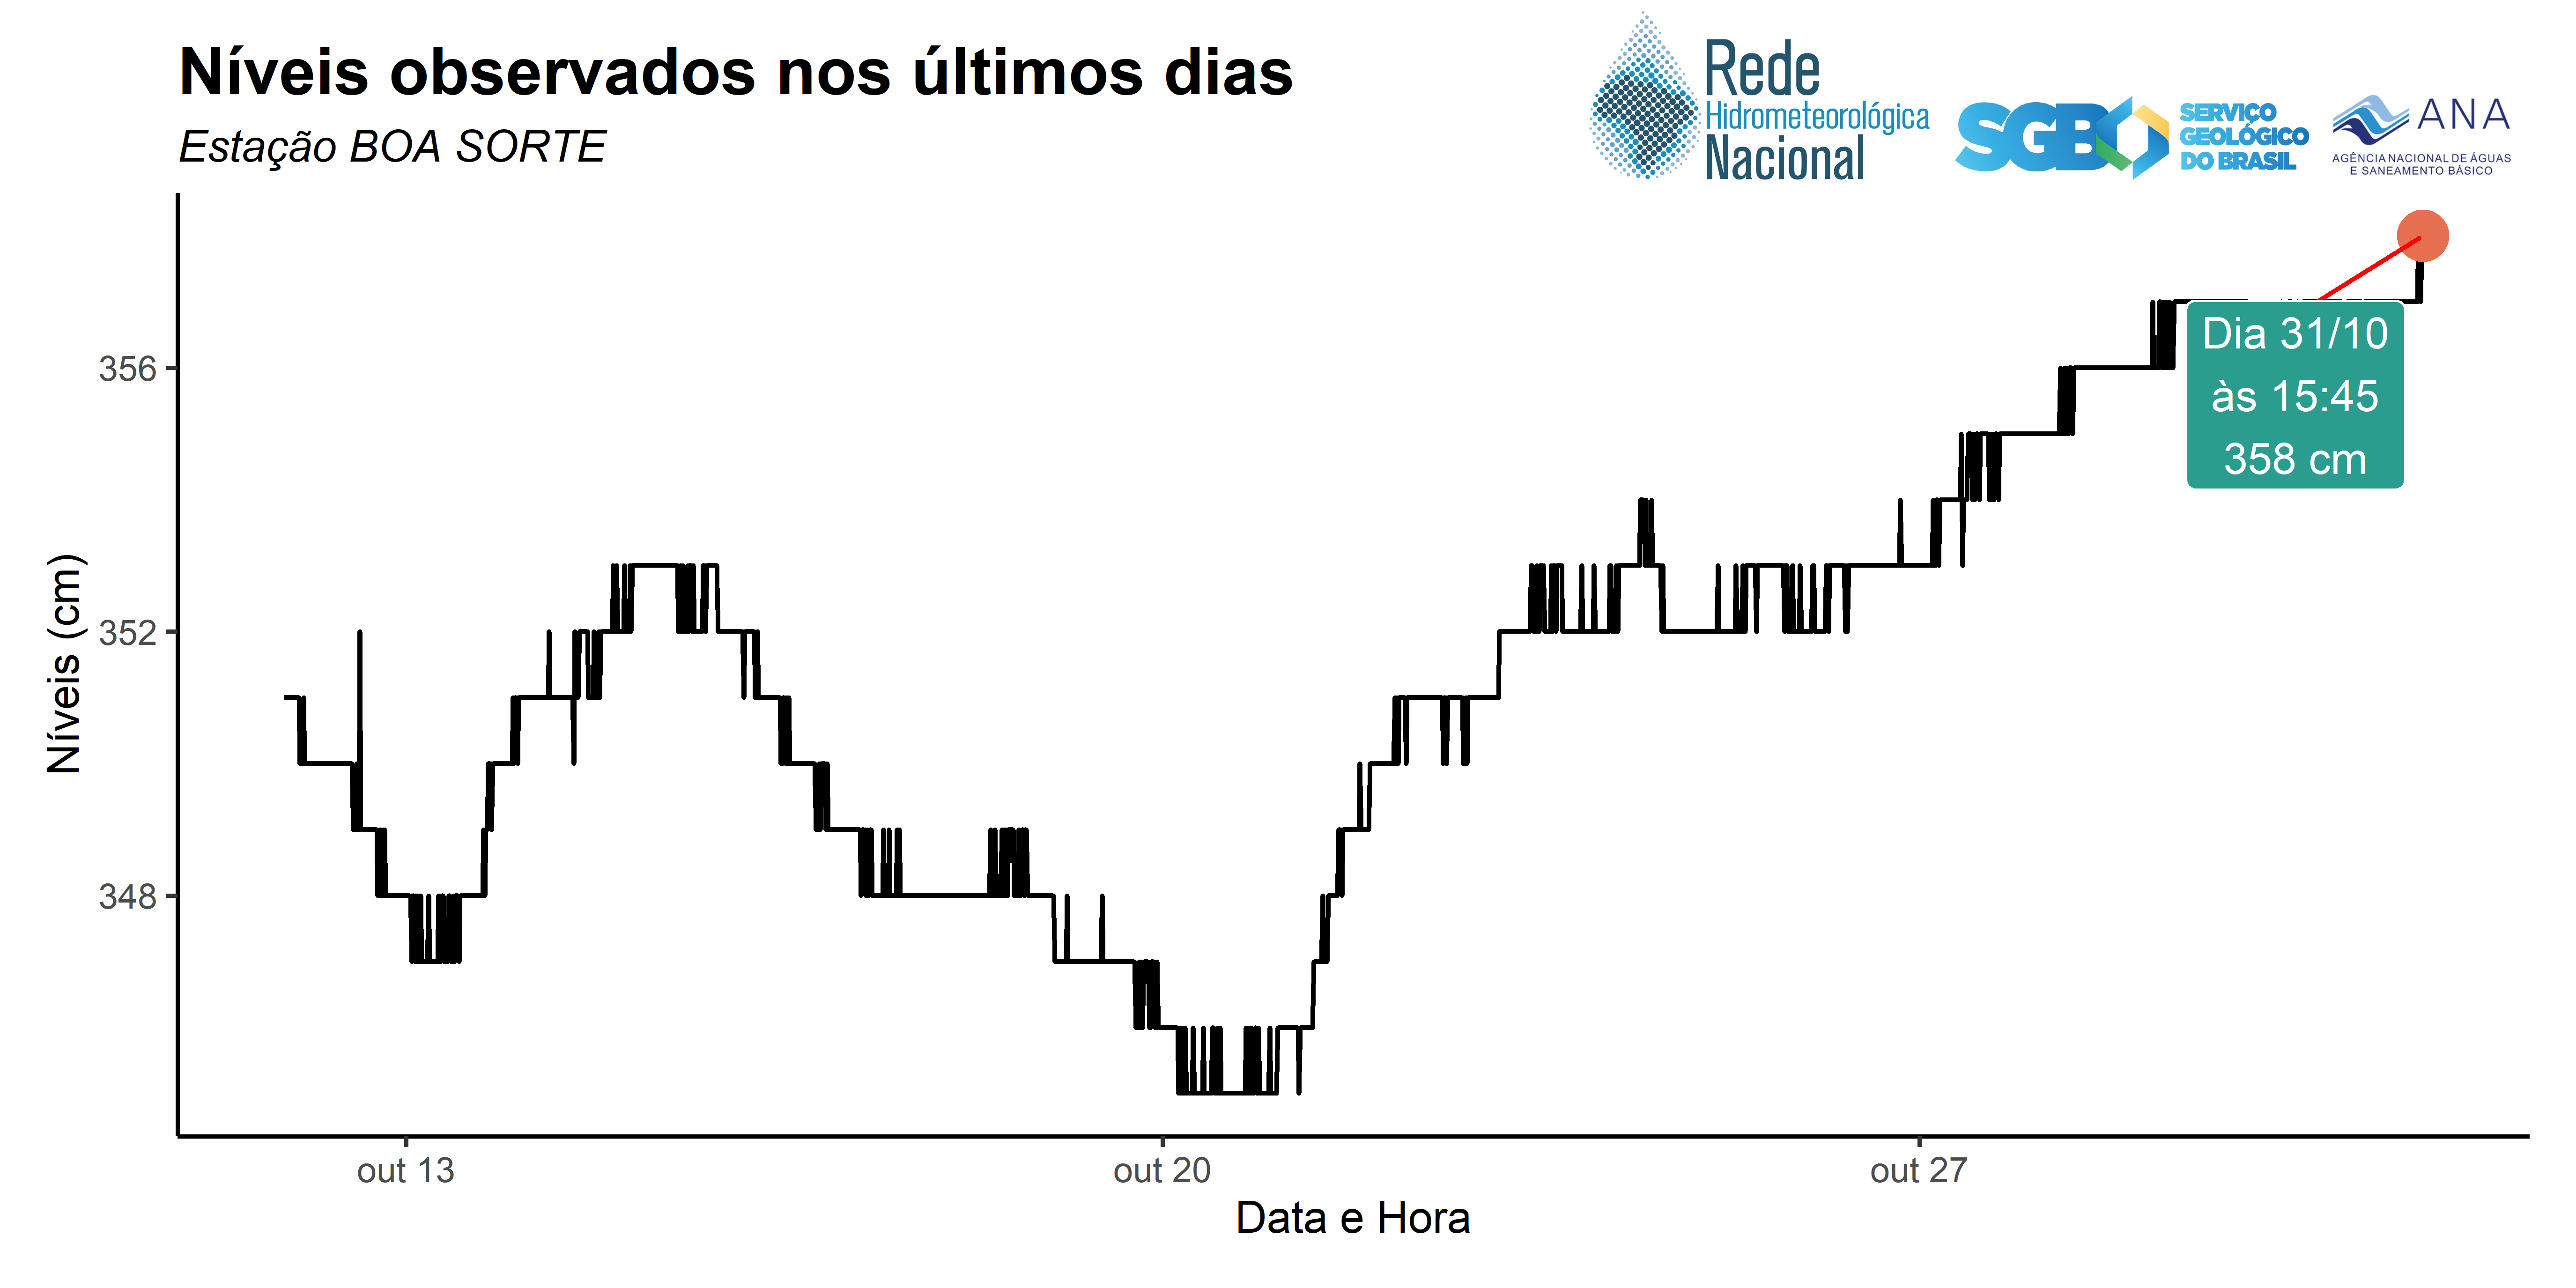 Níveis observados nos últimos dias
Estação BOA SORTE
Rede
Hidrometeorológica
Nacional
SGB
SERVIÇO
GEOLÓGICO
DO BRASIL
ANA
AGÊNCIA NACIONAL DE ÁGUAS
E SANEAMENTO BÁSICO
Níveis (cm)
356
352
348
Dia 31/10
às 15:45
358 cm
out 13
out 20
out 27
Data e Hora